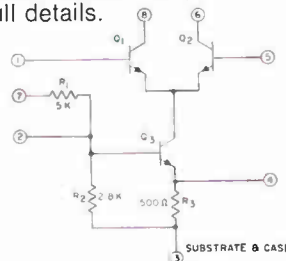 ull details.
8
6
Q1
Q2
1
5
7
R1
5K
Q3
2
4
R2 2.8K
500Ω R3
3
SUBSTRATE & CASE